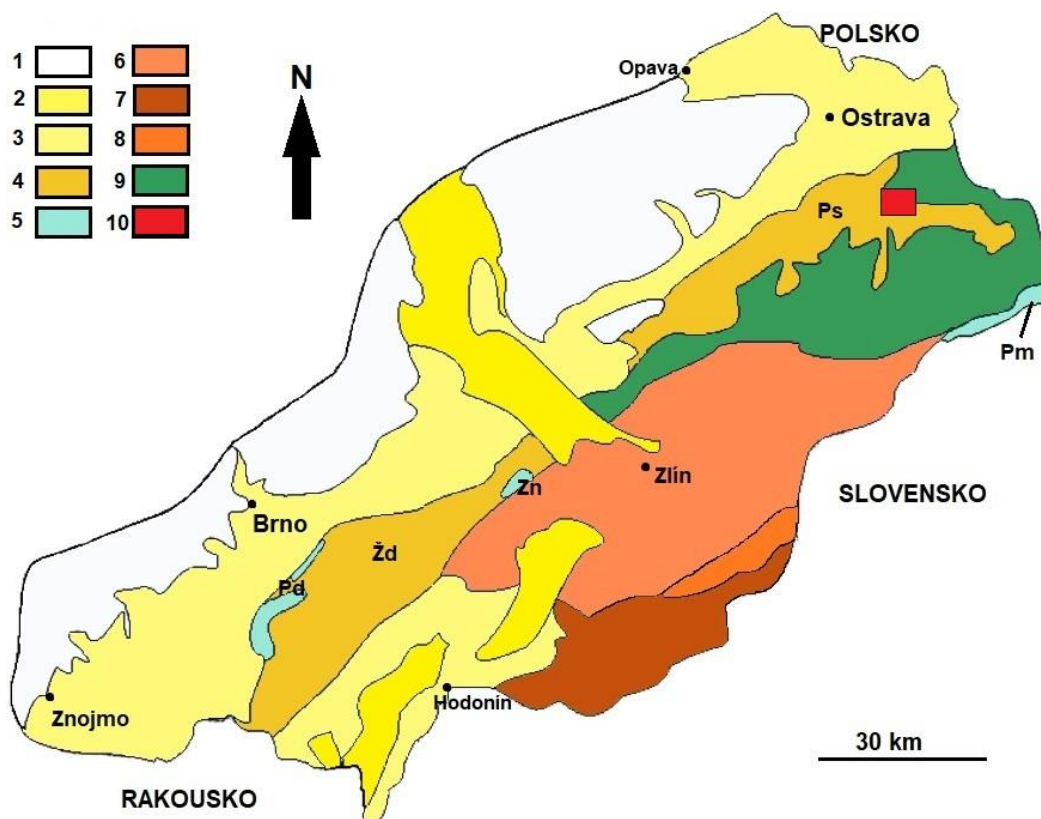 1
6
2
7
3
8
4
9
5
10
N
POLSKO
Opava
Ostrava
Ps
Pm
Zlín
Zn
SLOVENSKO
Brno
Žd
Pd
Hodonín
Znojmo
30 km
RAKOUSKO